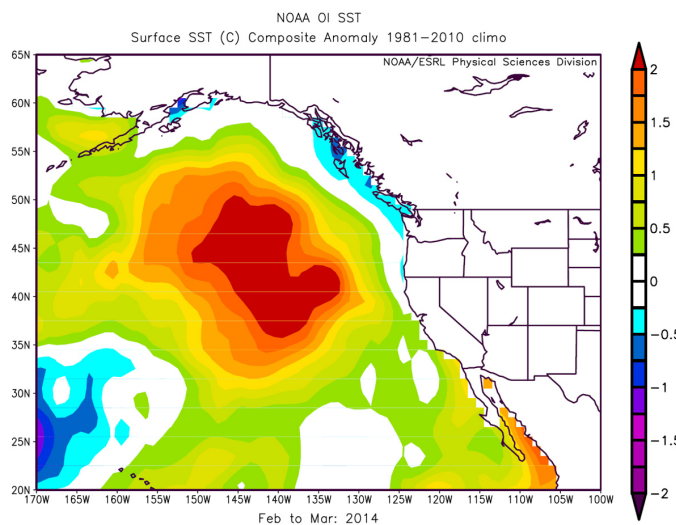 NOAA OI SST
Surface SST (C) Composite Anomaly 1981-2010 climo
NOAA/ESRL Physical Sciences Division
65N
60N
55N
50N
45N
40N
35N
30N
25N
20N
170W 165W 160W 155W 150W 145W 140W 135W 130W 125W 120W 115W 110W 105W 100W
Feb to Mar: 2014
2
1.5
1
0.5
0
-0.5
-1
-1.5
-2